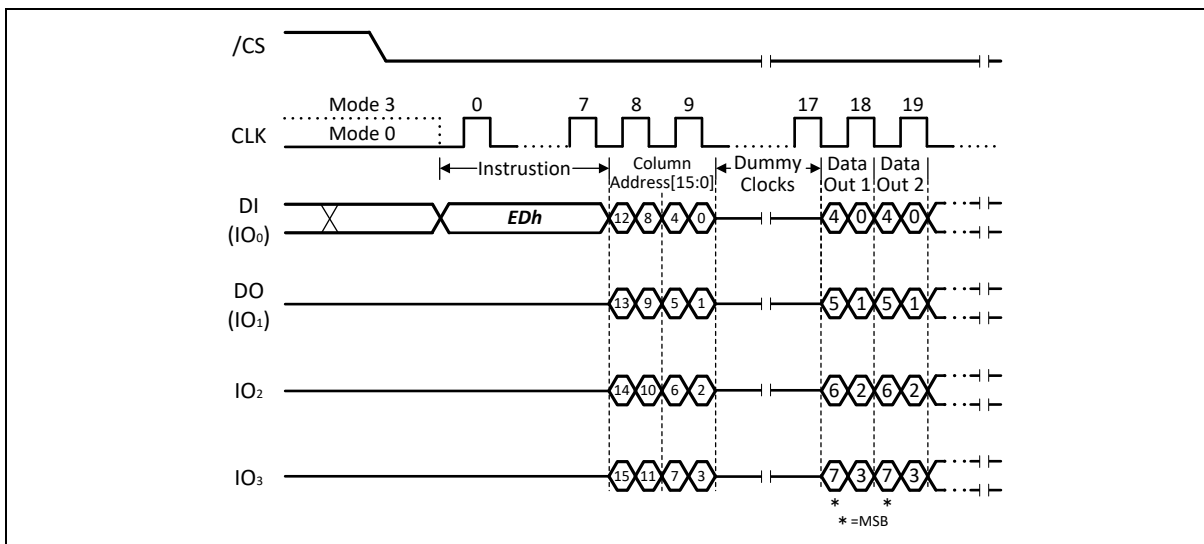 /CS
Mode 3 0 7 8 9 17 18 19
CLK Mode 0
Instrustion Column Address[15:0] Dummy Clocks Data Out 1 Data Out 2
DI (IO₀) EDh 12 8 4 0 4 0 4 0
DO (IO₁) 13 9 5 1 5 1 5 1
IO₂ 14 10 6 2 6 2 6 2
IO₃ 15 11 7 3 7 3 7 3
* *
* =MSB